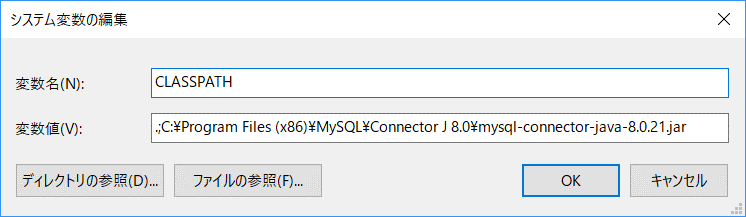 システム変数の編集
変数名(N):
CLASSPATH
変数値(V):
.;C:¥Program Files (x86)¥MySQL¥Connector J 8.0¥mysql-connector-java-8.0.21.jar
ディレクトリの参照(D)...
ファイルの参照(F)...
OK
キャンセル